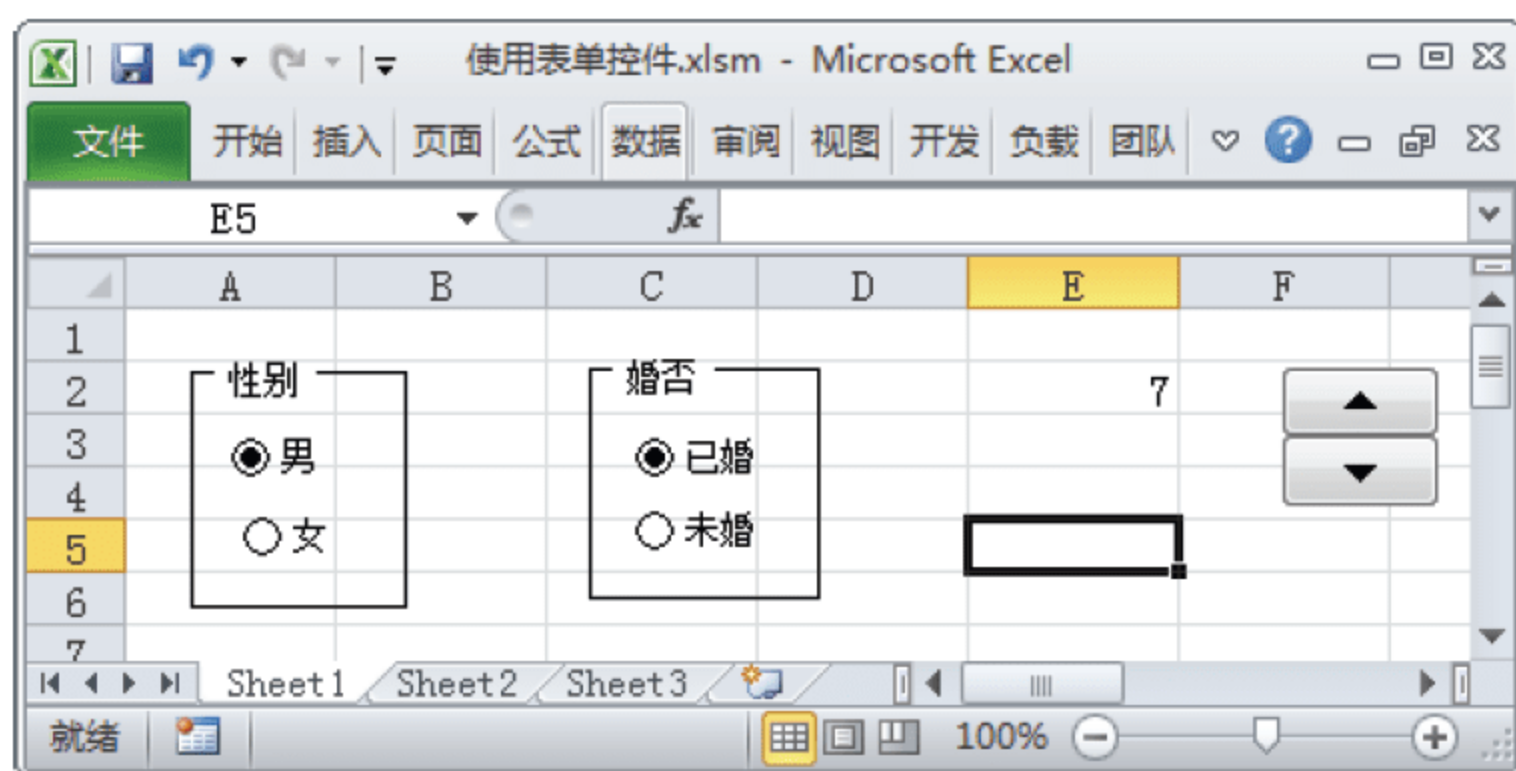 使用表单控件.xlsm - Microsoft Excel
文件 开始 插入 页面 公式 数据 审阅 视图 开发 负载 团队
E5 fx
A B C D E F
1
2 性别 婚否 7
3 男 已婚
4
5 女 未婚
6
7
Sheet1 Sheet2 Sheet3
就绪 100%